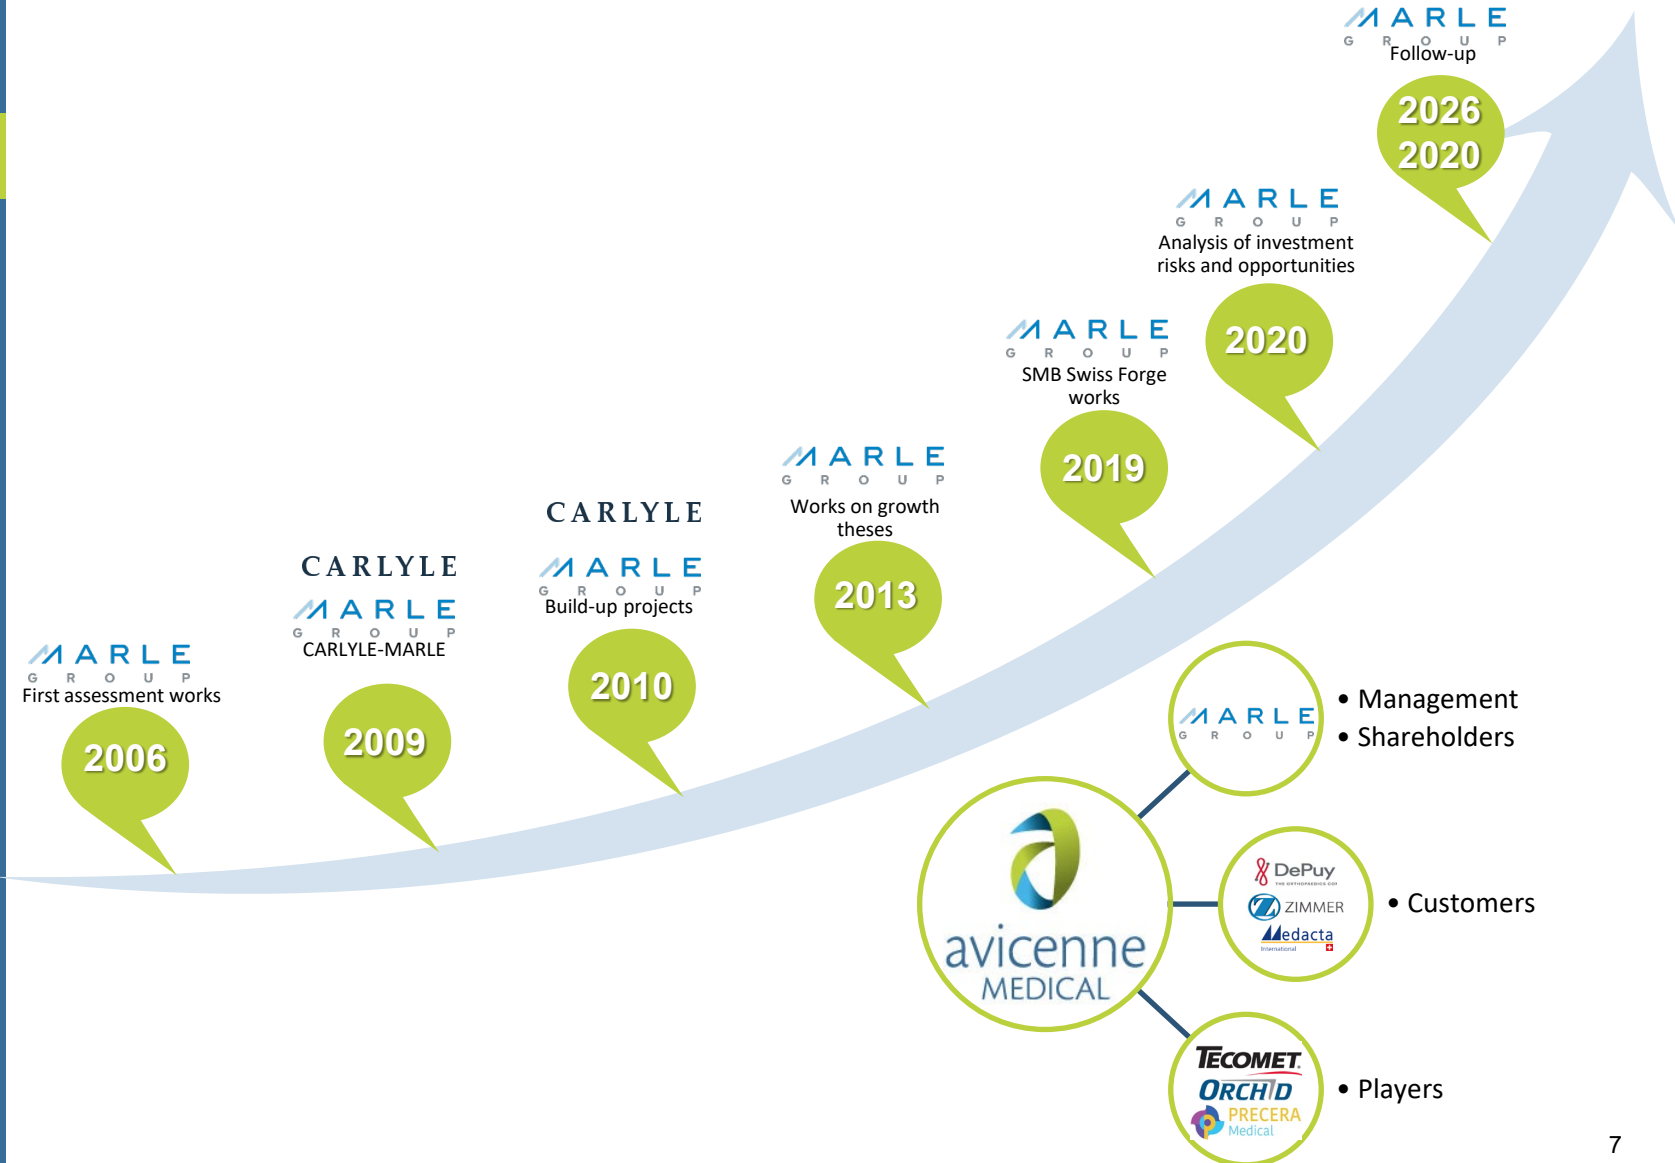 MARLE
GROUP
First assessment works
2006
CARLYLE
MARLE
GROUP
CARLYLE-MARLE
2009
CARLYLE
MARLE
GROUP
Build-up projects
2010
MARLE
GROUP
Works on growth
theses
2013
MARLE
GROUP
SMB Swiss Forge
works
2019
MARLE
GROUP
Analysis of investment
risks and opportunities
2020
MARLE
GROUP
Follow-up
2026
2020
avicenne
MEDICAL
MARLE
GROUP
• Management
• Shareholders
DePuy
ZIMMER
Medacta
International
• Customers
TECOMET.
ORCHID
PRECERA
Medical
• Players
7